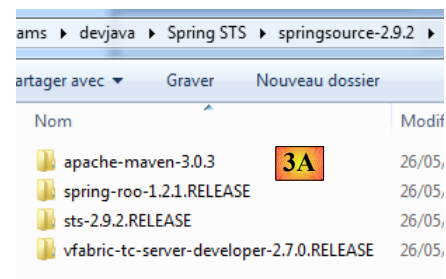 ams ▸ devjava ▸ Spring STS ▸ springsource-2.9.2 ▸
artager avec ▾ Graver Nouveau dossier
Nom Modif
apache-maven-3.0.3 3A 26/05,
spring-roo-1.2.1.RELEASE 26/05,
sts-2.9.2.RELEASE 26/05,
vfabric-tc-server-developer-2.7.0.RELEASE 26/05,